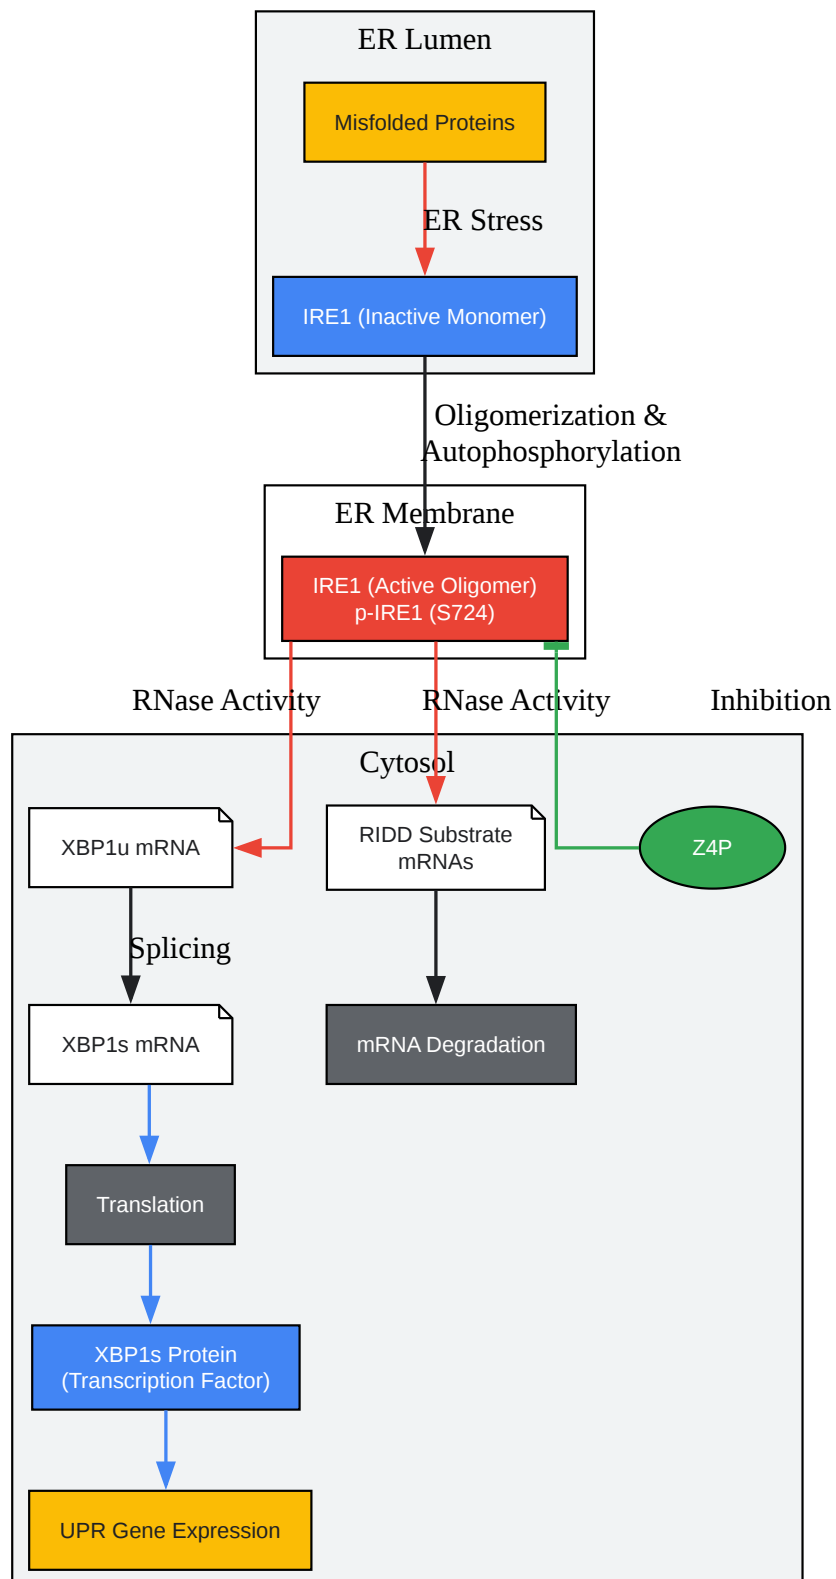 ER Lumen
Misfolded Proteins
ER Stress
IRE1 (Inactive Monomer)
Oligomerization &
Autophosphorylation
ER Membrane
IRE1 (Active Oligomer)
p-IRE1 (S724)
RNase Activity
RNase Activity
Inhibition
Cytosol
XBP1u mRNA
RIDD Substrate
mRNAs
Z4P
Splicing
XBP1s mRNA
mRNA Degradation
Translation
XBP1s Protein
(Transcription Factor)
UPR Gene Expression